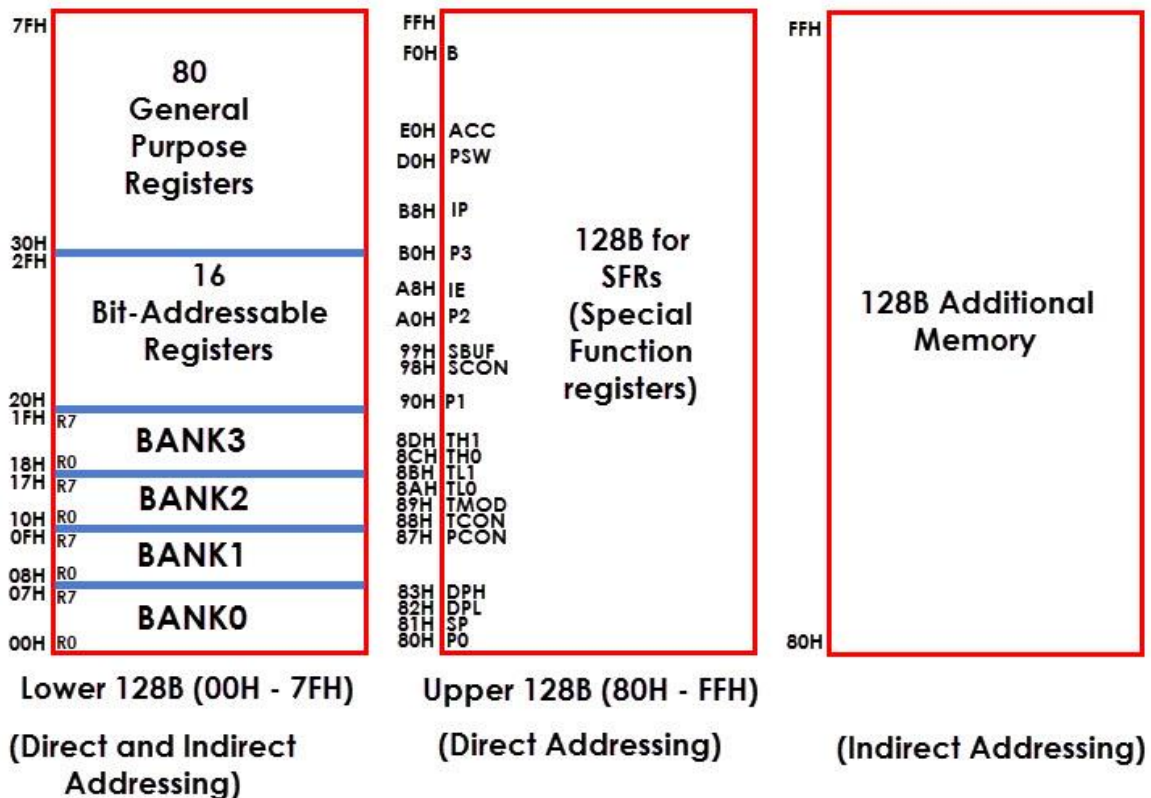 7FH
80
General
Purpose
Registers
30H
2FH
16
Bit-Addressable
Registers
20H
1FH R7
BANK3
18H R0
17H R7
BANK2
10H R0
0FH R7
BANK1
08H R0
07H R7
BANK0
00H R0
Lower 128B (00H - 7FH)
(Direct and Indirect
Addressing)
FFH
F0H B
E0H ACC
D0H PSW
B8H IP
B0H P3
A8H IE
A0H P2
99H SBUF
98H SCON
90H P1
8DH TH1
8CH TH0
8BH TL1
8AH TL0
89H TMOD
88H TCON
87H PCON
83H DPH
82H DPL
81H SP
80H P0
128B for
SFRs
(Special
Function
registers)
Upper 128B (80H - FFH)
(Direct Addressing)
FFH
128B Additional
Memory
80H
(Indirect Addressing)